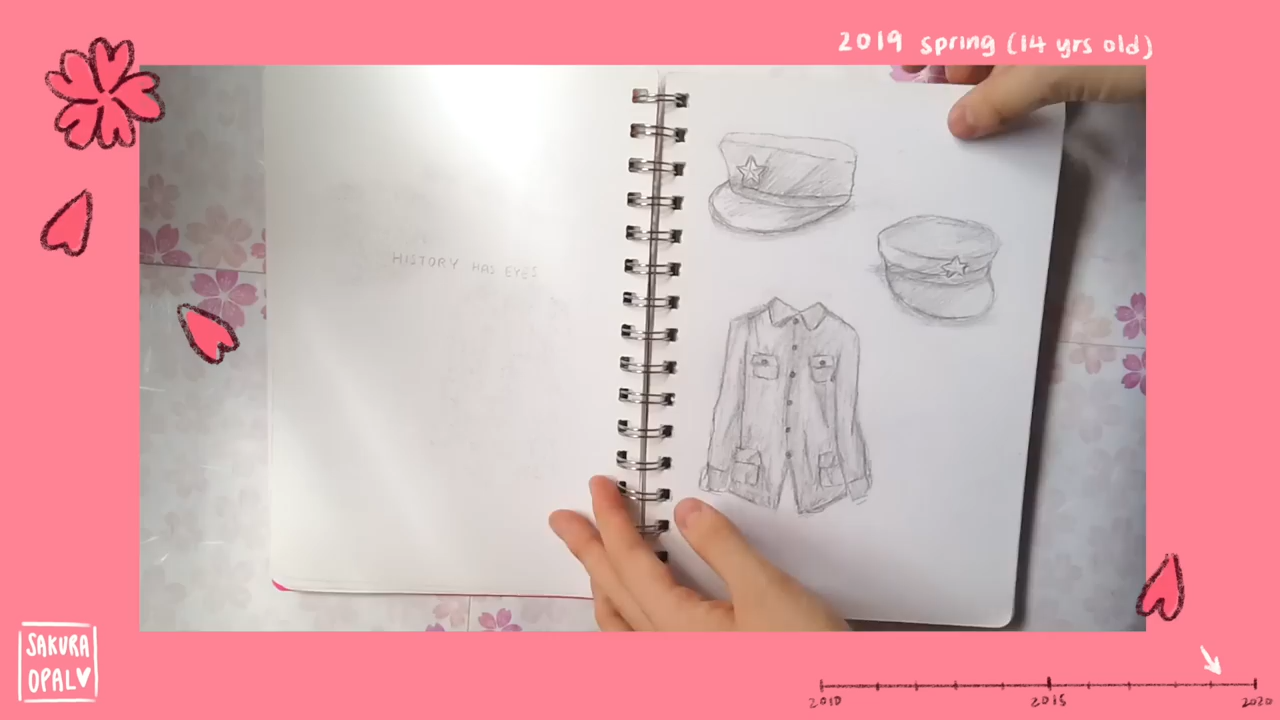 2019 spring (14 yrs old)
HISTORY HAS EYES
SAKURA
OPAL♥
2010 2015 2020